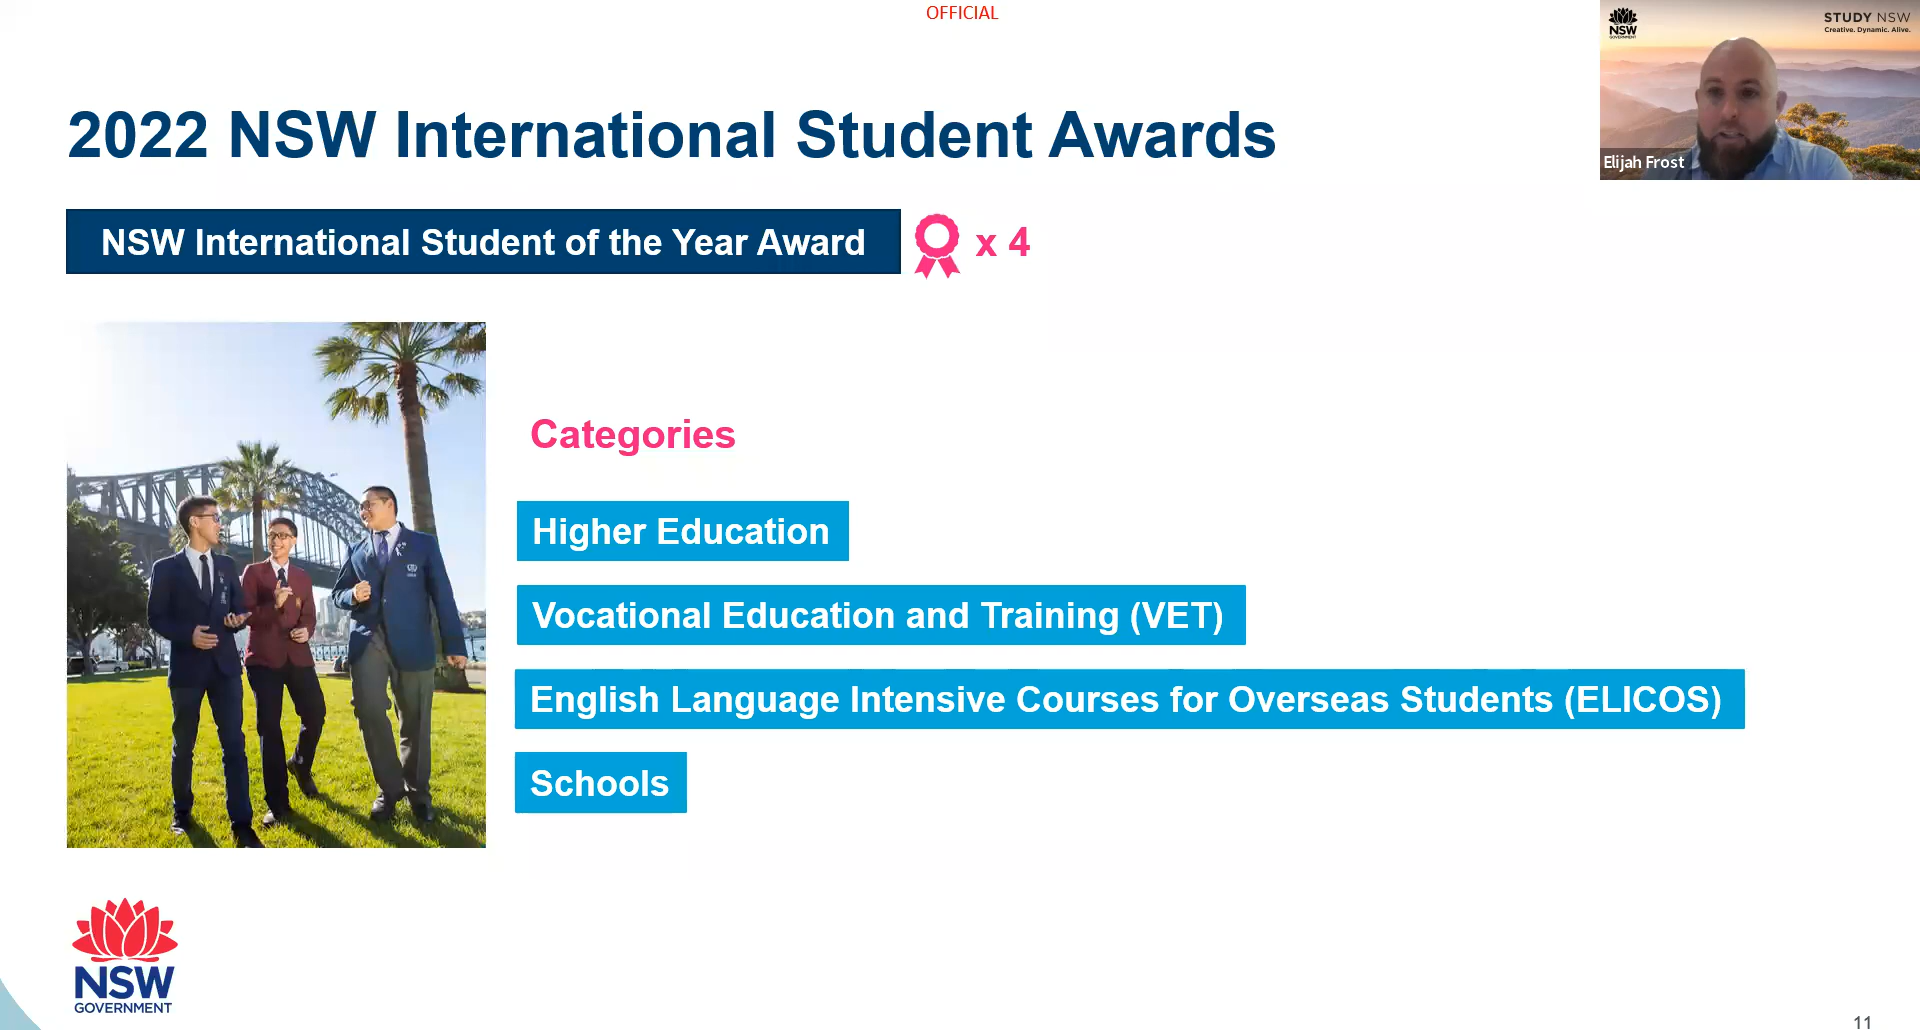 OFFICIAL
NSW
GOVERNMENT
STUDY NSW
Creative. Dynamic. Alive.
Elijah Frost
2022 NSW International Student Awards
NSW International Student of the Year Award
x 4
Categories
Higher Education
Vocational Education and Training (VET)
English Language Intensive Courses for Overseas Students (ELICOS)
Schools
NSW
GOVERNMENT
11